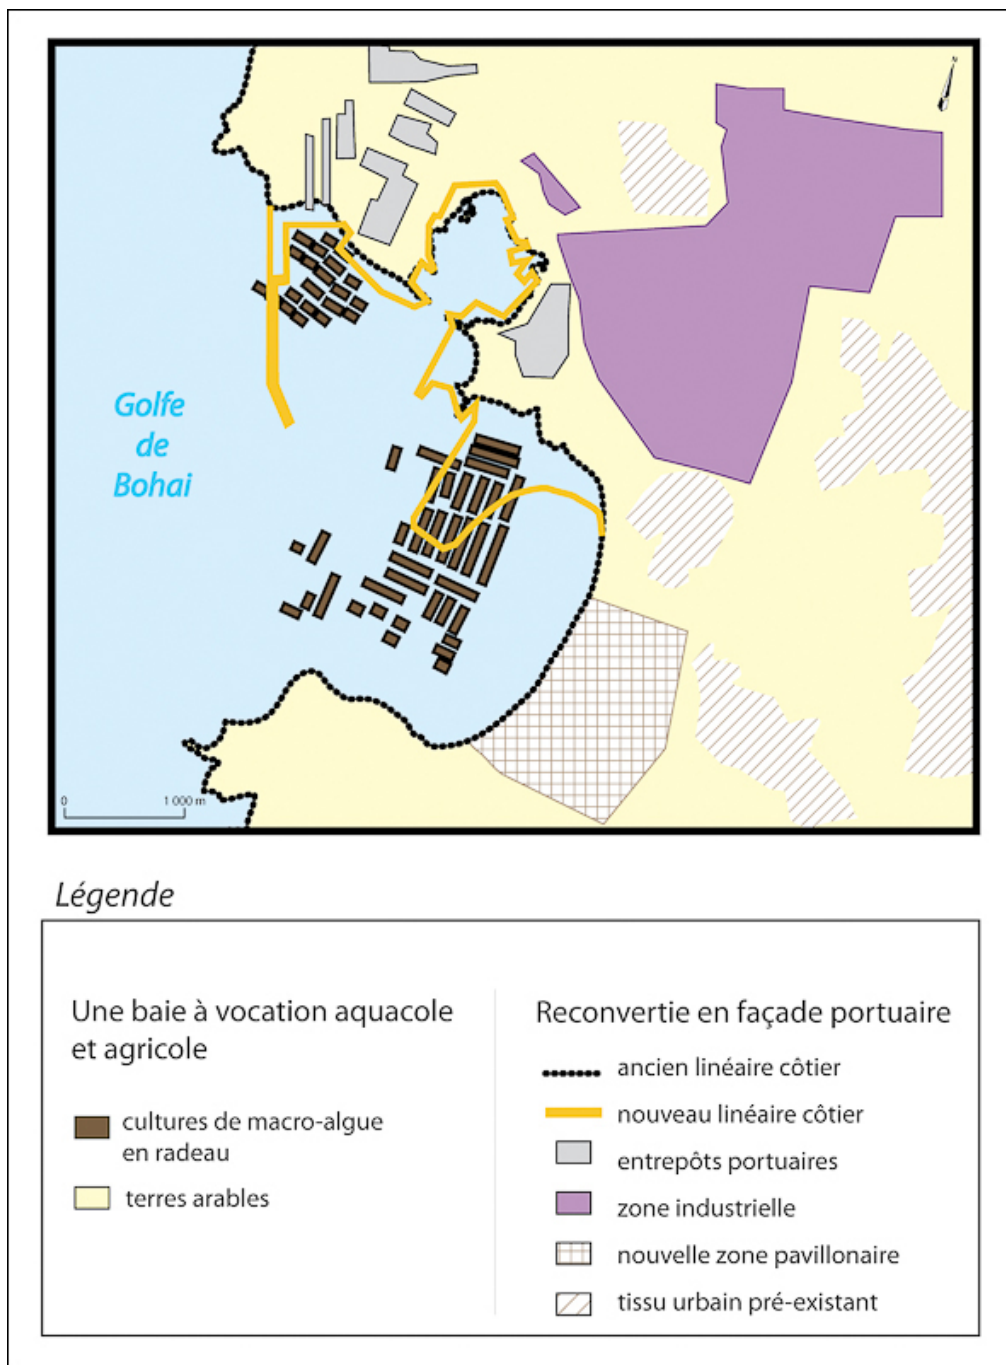 N
Golfe
de
Bohai
0 1 000 m
Légende
Une baie à vocation aquacole
et agricole
cultures de macro-algue
en radeau
terres arables
Reconvertie en façade portuaire
ancien linéaire côtier
nouveau linéaire côtier
entrepôts portuaires
zone industrielle
nouvelle zone pavillonaire
tissu urbain pré-existant